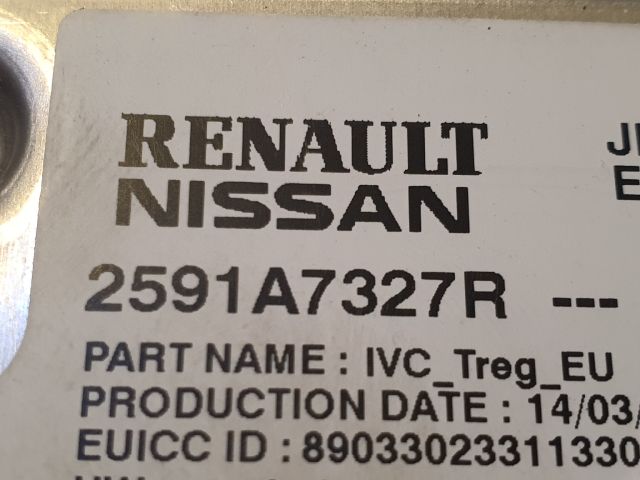 RENAULT
NISSAN
2591A7327R ---
PART NAME : IVC_Treg_EU
PRODUCTION DATE : 14/03/
EUICC ID : 89033023311330